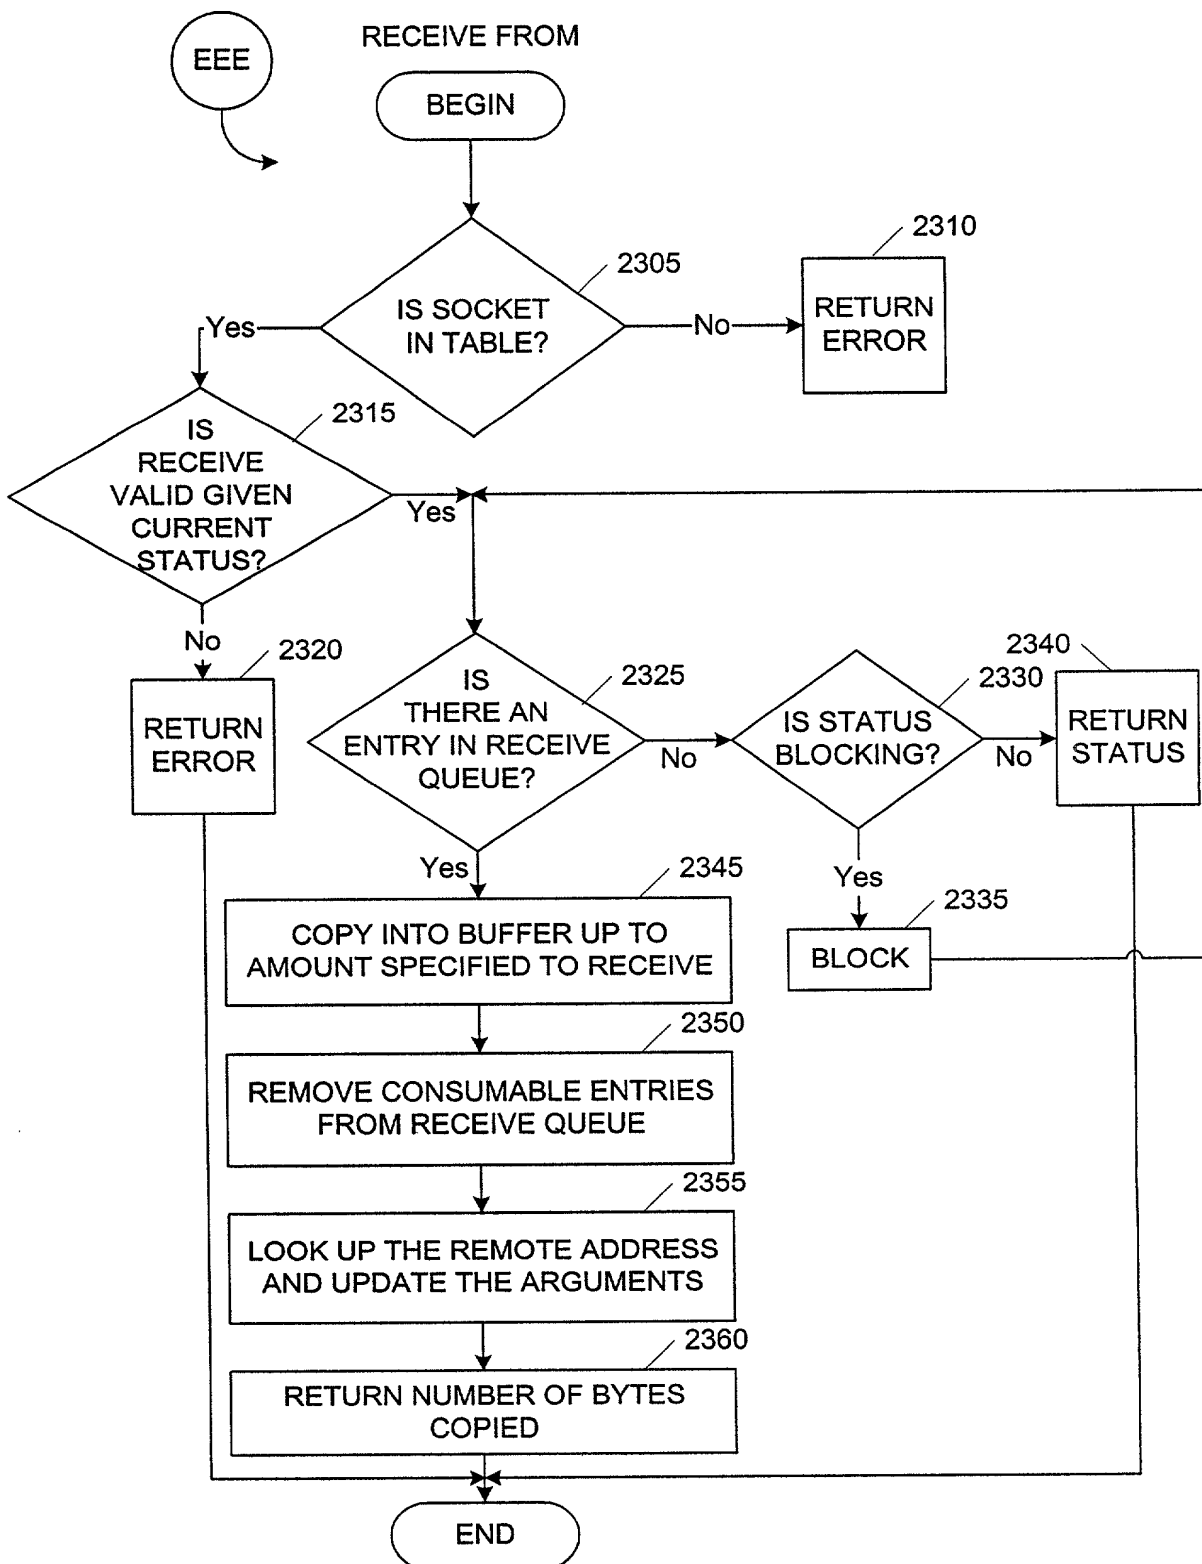 EEE
RECEIVE FROM
BEGIN
2310
2305
IS SOCKET
IN TABLE?
RETURN
ERROR
Yes
No
2315
IS
RECEIVE
VALID GIVEN
CURRENT
STATUS?
Yes
No
2320
RETURN
ERROR
2325
IS
THERE AN
ENTRY IN RECEIVE
QUEUE?
No
2330
IS STATUS
BLOCKING?
No
2340
RETURN
STATUS
Yes
2335
BLOCK
Yes
2345
COPY INTO BUFFER UP TO
AMOUNT SPECIFIED TO RECEIVE
2350
REMOVE CONSUMABLE ENTRIES
FROM RECEIVE QUEUE
2355
LOOK UP THE REMOTE ADDRESS
AND UPDATE THE ARGUMENTS
2360
RETURN NUMBER OF BYTES
COPIED
END